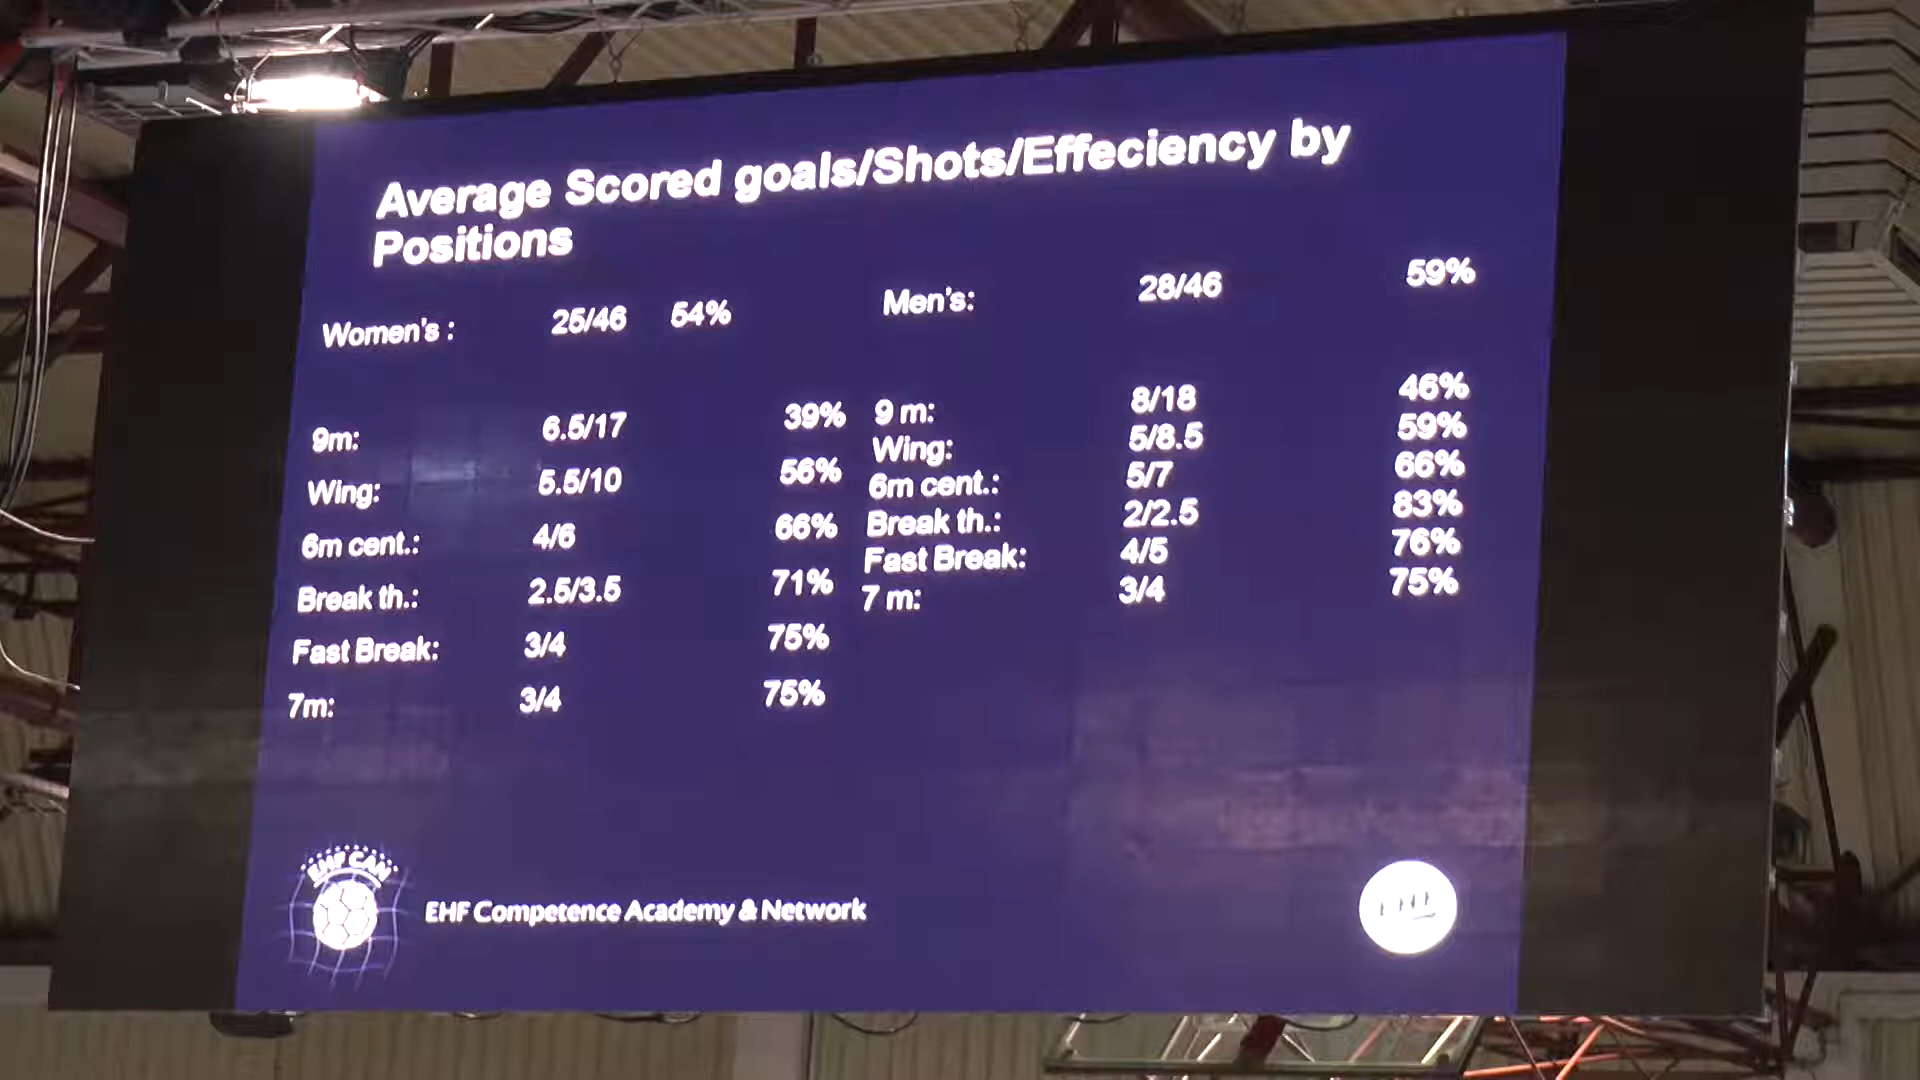 Average Scored goals/Shots/Effeciency by
Positions
Women's : 25/46 54%
9m: 6.5/17 39%
Wing: 5.5/10 56%
6m cent.: 4/6 66%
Break th.: 2.5/3.5 71%
Fast Break: 3/4 75%
7m: 3/4 75%
Men's: 28/46 59%
9 m: 8/18 46%
Wing: 5/8.5 59%
6m cent.: 5/7 66%
Break th.: 2/2.5 83%
Fast Break: 4/5 76%
7 m: 3/4 75%
EHF CAN
EHF Competence Academy & Network